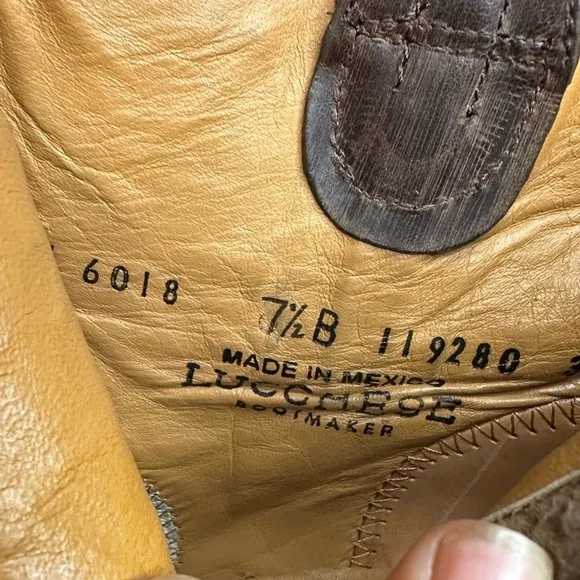 6018 7½B 119280
MADE IN MEXICO
LUCCHESE
BOOTMAKER